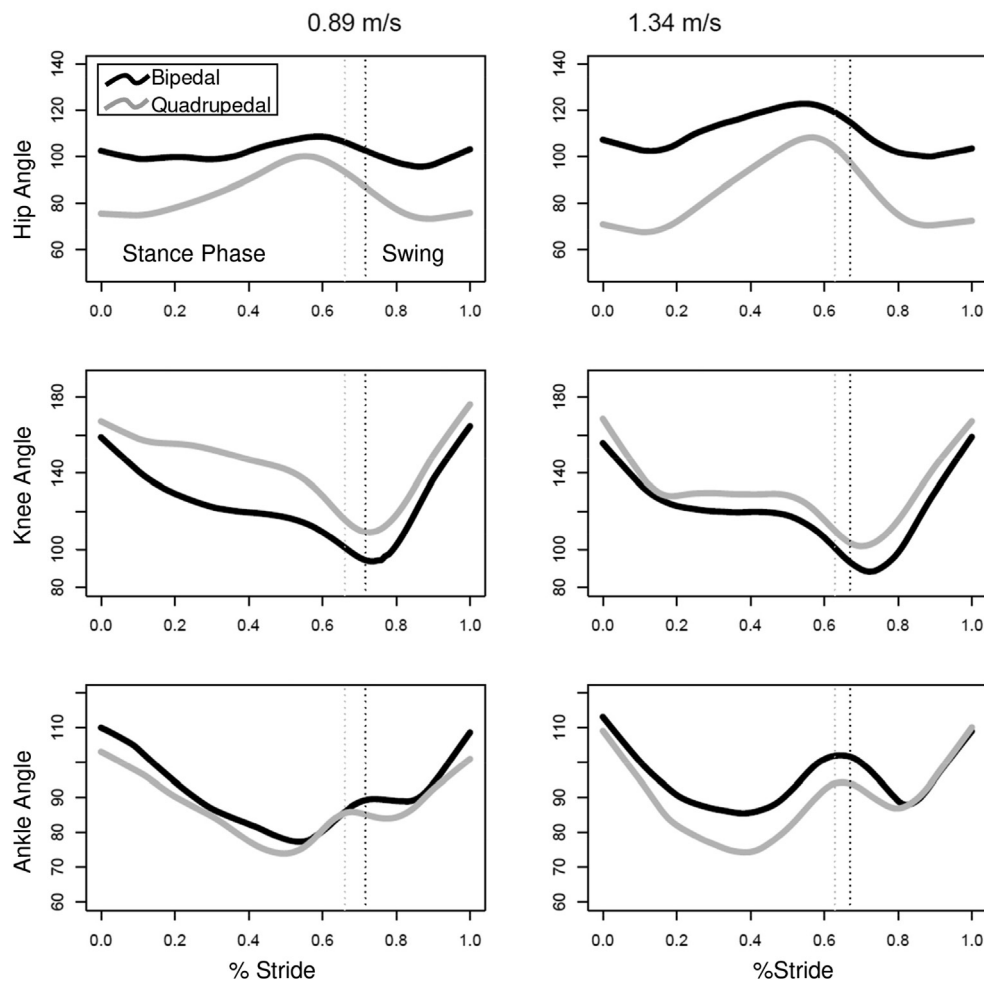 0.89 m/s
1.34 m/s
Hip Angle
140
120
100
80
60
Bipedal
Quadrupedal
Stance Phase
Swing
0.0 0.2 0.4 0.6 0.8 1.0
140
120
100
80
60
0.0 0.2 0.4 0.6 0.8 1.0
Knee Angle
180
140
100
80
0.0 0.2 0.4 0.6 0.8 1.0
180
140
100
80
0.0 0.2 0.4 0.6 0.8 1.0
Ankle Angle
110
90
80
70
60
0.0 0.2 0.4 0.6 0.8 1.0
% Stride
110
90
80
70
60
0.0 0.2 0.4 0.6 0.8 1.0
%Stride